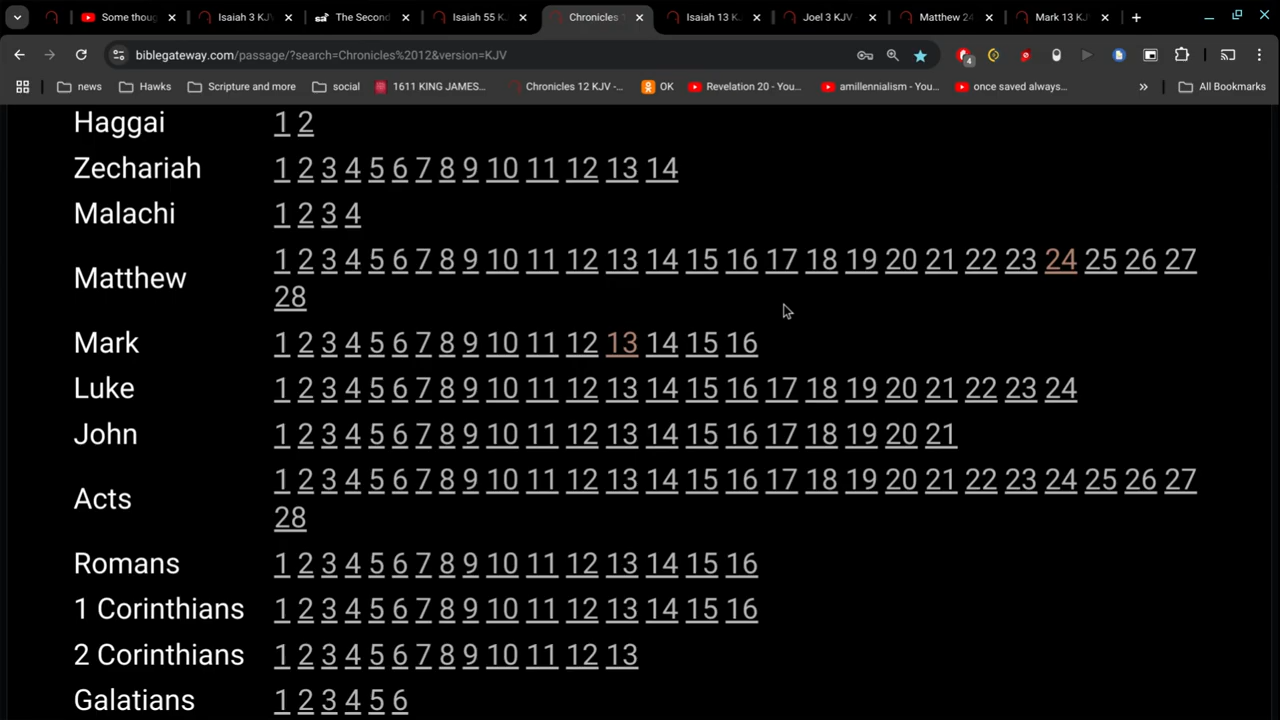 Some thou
Isaiah 3 KJ
The Second
Isaiah 55 K
Chronicles
Isaiah 13 K
Joel 3 KJV
Matthew 24
Mark 13 KJ
biblegateway.com/passage/?search=Chronicles%2012&version=KJV
4
news
Hawks
Scripture and more
social
1611 KING JAMES...
Chronicles 12 KJV -...
OK
Revelation 20 - You...
amillennialism - You...
once saved always...
»
All Bookmarks
Haggai 1 2
Zechariah 1 2 3 4 5 6 7 8 9 10 11 12 13 14
Malachi 1 2 3 4
Matthew 1 2 3 4 5 6 7 8 9 10 11 12 13 14 15 16 17 18 19 20 21 22 23 24 25 26 27
28
Mark 1 2 3 4 5 6 7 8 9 10 11 12 13 14 15 16
Luke 1 2 3 4 5 6 7 8 9 10 11 12 13 14 15 16 17 18 19 20 21 22 23 24
John 1 2 3 4 5 6 7 8 9 10 11 12 13 14 15 16 17 18 19 20 21
Acts 1 2 3 4 5 6 7 8 9 10 11 12 13 14 15 16 17 18 19 20 21 22 23 24 25 26 27
28
Romans 1 2 3 4 5 6 7 8 9 10 11 12 13 14 15 16
1 Corinthians 1 2 3 4 5 6 7 8 9 10 11 12 13 14 15 16
2 Corinthians 1 2 3 4 5 6 7 8 9 10 11 12 13
Galatians 1 2 3 4 5 6